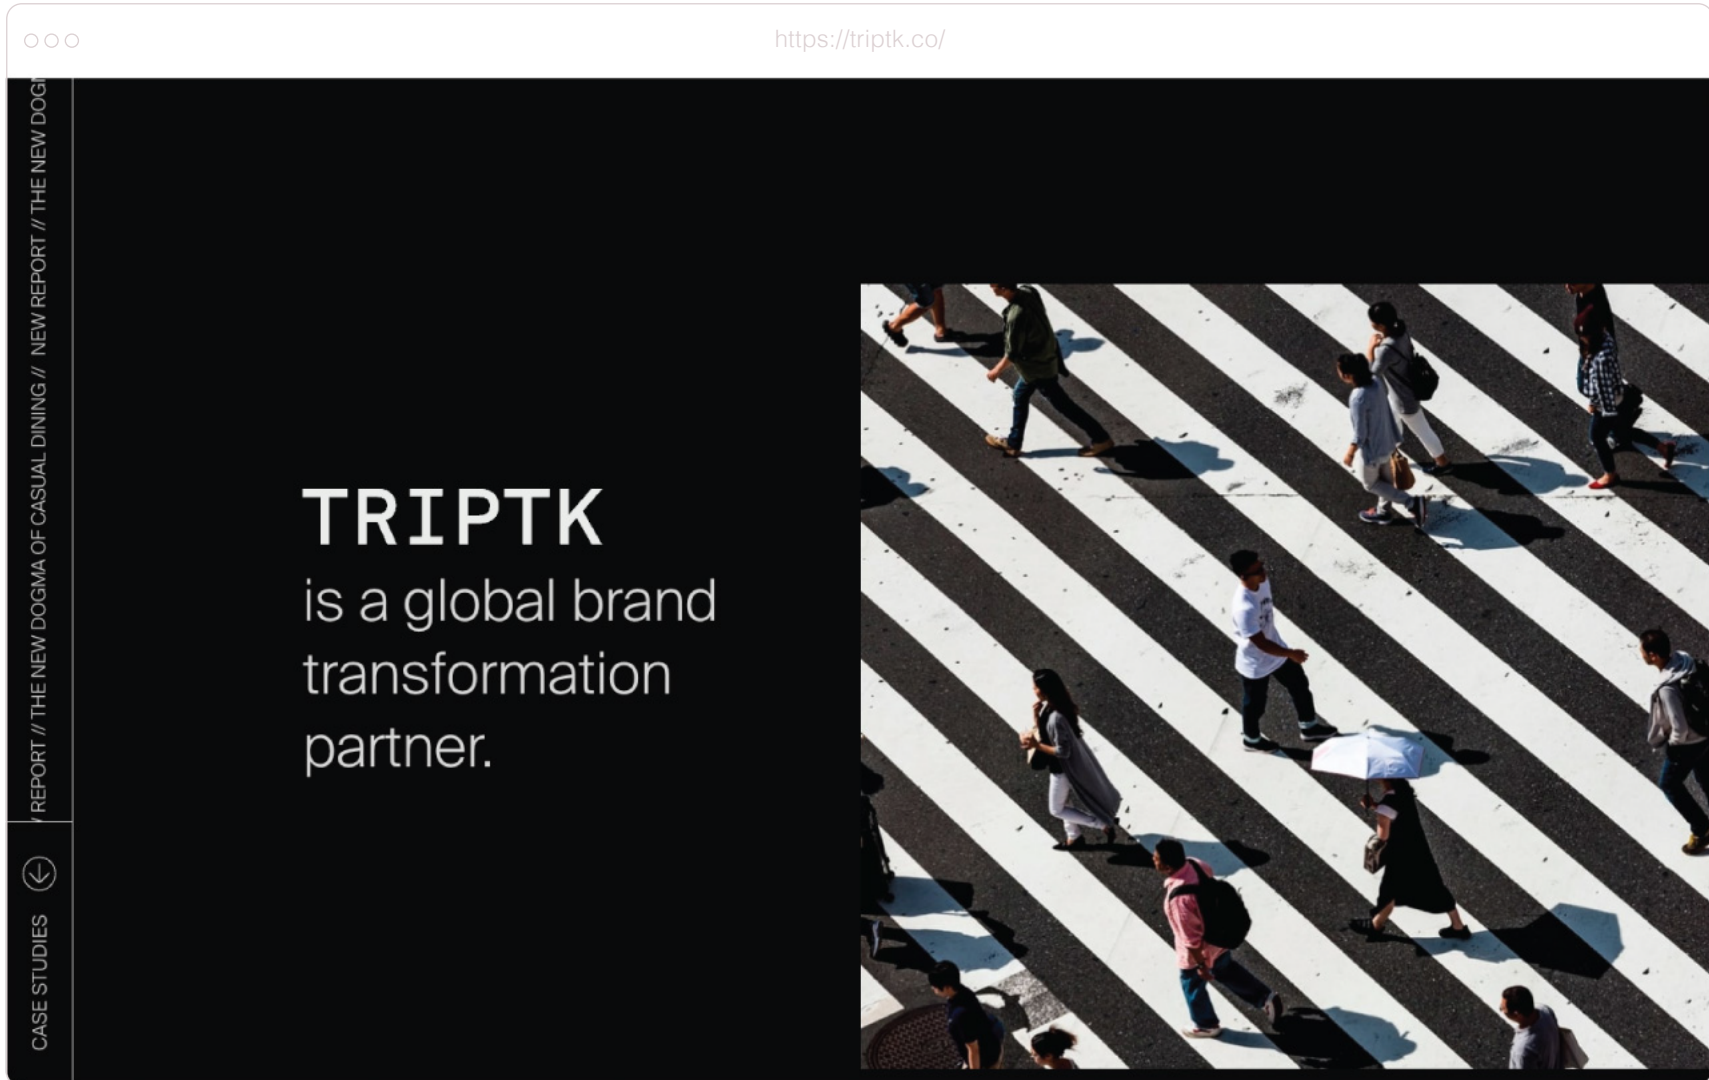 https://triptk.co/
REPORT // THE NEW DOGMA OF CASUAL DINING // NEW REPORT // THE NEW
CASE STUDIES
TRIPTK
is a global brand
transformation
partner.